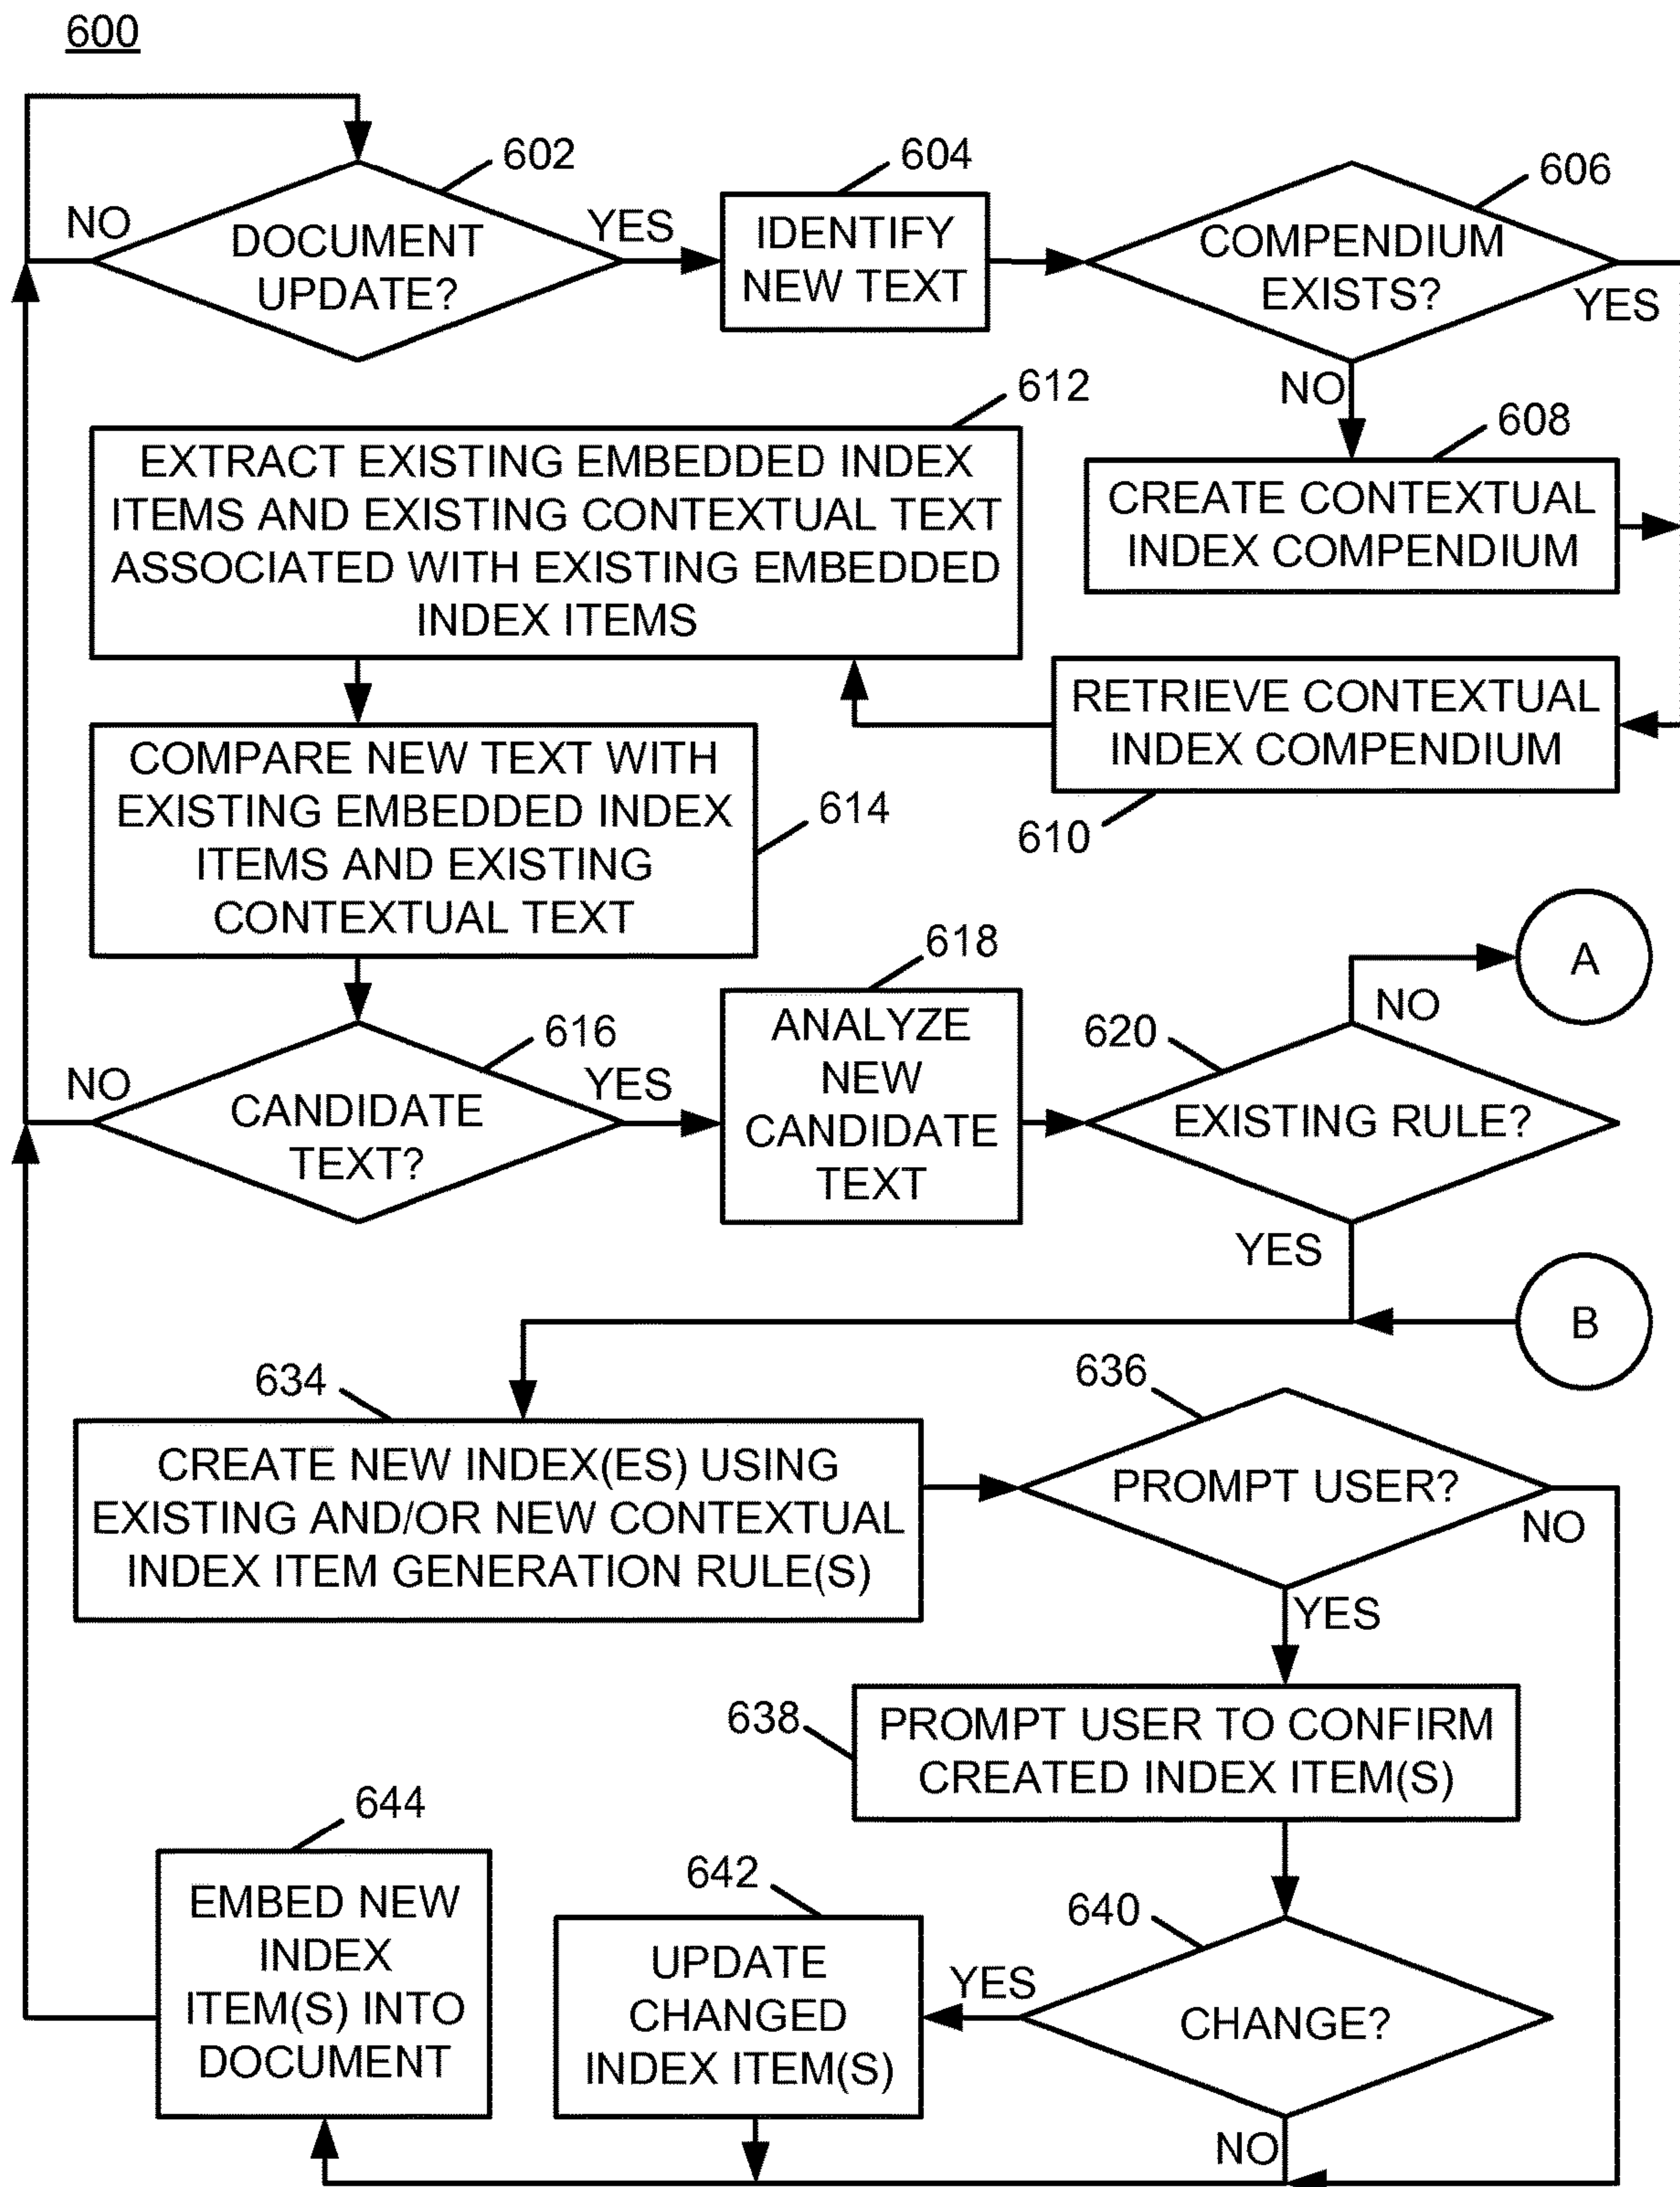 600
602
NO
DOCUMENT
UPDATE?
YES
604
IDENTIFY
NEW TEXT
606
COMPENDIUM
EXISTS?
YES
NO
608
CREATE CONTEXTUAL
INDEX COMPENDIUM
612
EXTRACT EXISTING EMBEDDED INDEX
ITEMS AND EXISTING CONTEXTUAL TEXT
ASSOCIATED WITH EXISTING EMBEDDED
INDEX ITEMS
RETRIEVE CONTEXTUAL
INDEX COMPENDIUM
610
COMPARE NEW TEXT WITH
EXISTING EMBEDDED INDEX
ITEMS AND EXISTING
CONTEXTUAL TEXT
614
616
NO
CANDIDATE
TEXT?
YES
618
ANALYZE
NEW
CANDIDATE
TEXT
620
EXISTING RULE?
NO
A
YES
B
634
CREATE NEW INDEX(ES) USING
EXISTING AND/OR NEW CONTEXTUAL
INDEX ITEM GENERATION RULE(S)
636
PROMPT USER?
NO
YES
638
PROMPT USER TO CONFIRM
CREATED INDEX ITEM(S)
640
CHANGE?
YES
NO
642
UPDATE
CHANGED
INDEX ITEM(S)
644
EMBED NEW
INDEX
ITEM(S) INTO
DOCUMENT